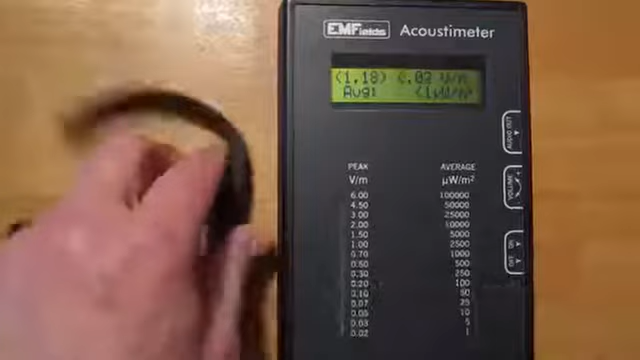 EMFields Acoustimeter
(1.18) 0.02 V/m
Avg: <1µW/m²
AUDIO OUT
VOLUME - +
OFF ON
PEAK AVERAGE
V/m µW/m²
6.00 100000
4.50 50000
3.00 25000
2.00 10000
1.50 5000
1.00 2500
0.70 1000
0.50 500
0.30 250
0.20 100
0.10 50
0.07 25
0.05 10
0.03 5
0.02 1